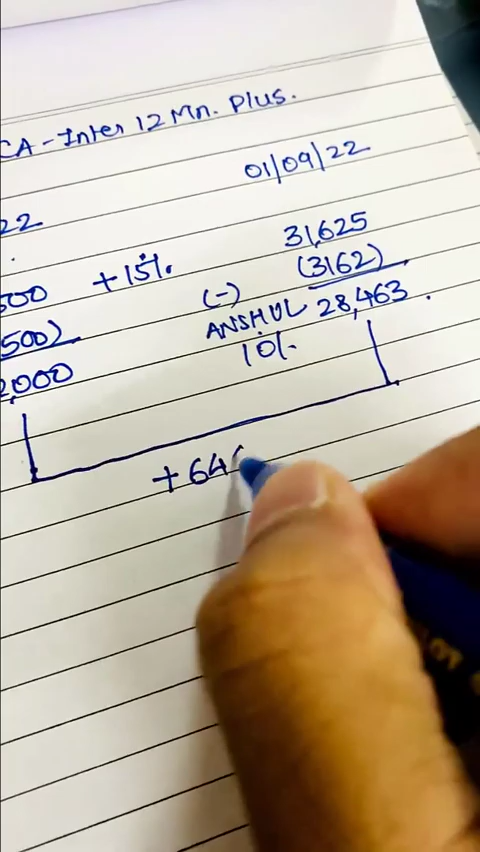 CA-Inter 12 Mn. Plus.
22 01/09/22
500 +15% 31,625
500) (-) (3162)
2,000 ANSHUL 28,463.
10%
+64